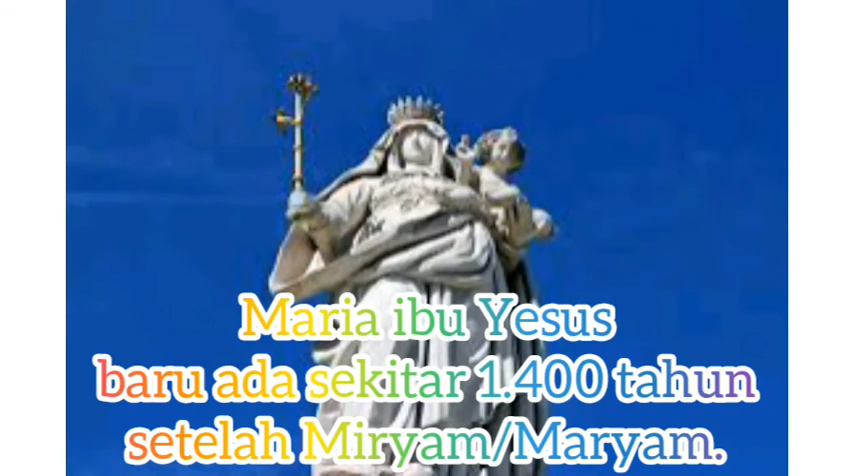 Maria ibu Yesus
baru ada sekitar 1.400 tahun
setelah Miryam/Maryam.